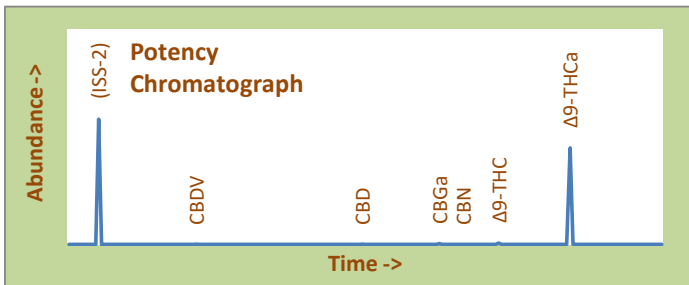 Potency
Chromatograph
Abundance ->
(ISS-2)
CBDV
CBD
CBGa
CBN
Δ9-THC
Δ9-THCa
Time ->